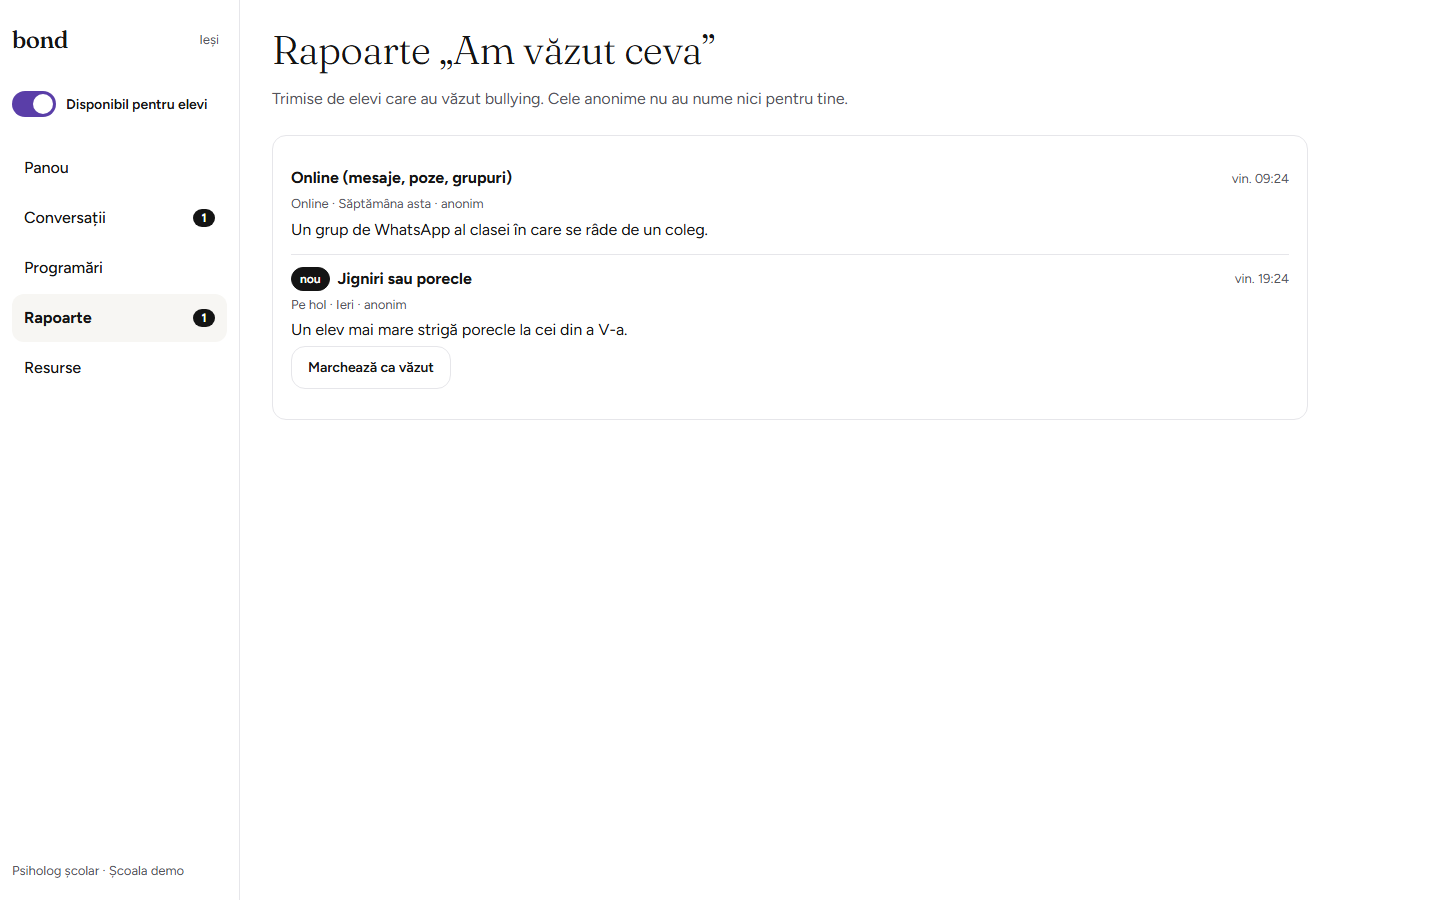 bond
Ieși
Disponibil pentru elevi
Panou
Conversații 1
Programări
Rapoarte 1
Resurse
Psiholog școlar · Școala demo
Rapoarte „Am văzut ceva”
Trimise de elevi care au văzut bullying. Cele anonime nu au nume nici pentru tine.
Online (mesaje, poze, grupuri) vin. 09:24
Online · Săptămâna asta · anonim
Un grup de WhatsApp al clasei în care se râde de un coleg.
nou Jigniri sau porecle vin. 19:24
Pe hol · Ieri · anonim
Un elev mai mare strigă porecle la cei din a V-a.
Marchează ca văzut